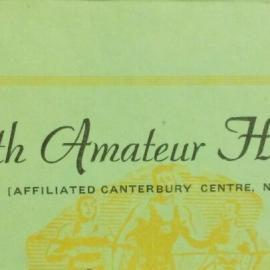 th Amateur H
[AFFILIATED CANTERBURY CENTRE, N